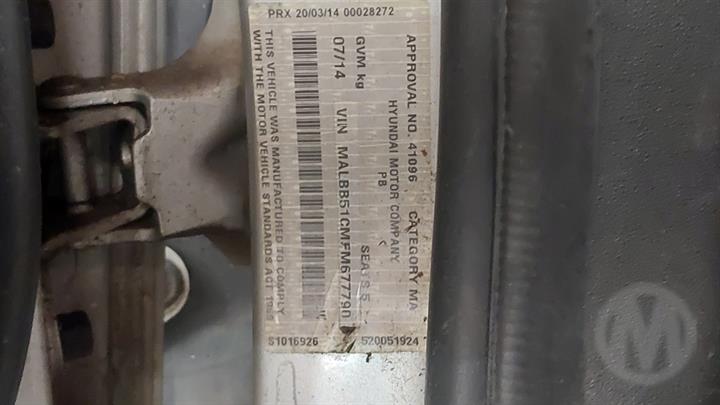 PRX 20/03/14 00028272
APPROVAL NO. 41096 CATEGORY MA
HYUNDAI MOTOR COMPANY
PB
GVM kg SEATS 5
07/14 VIN MALBB51CMFM677790
THIS VEHICLE WAS MANUFACTURED TO COMPLY
WITH THE MOTOR VEHICLE STANDARDS ACT 1989
S1016926
520051924
M